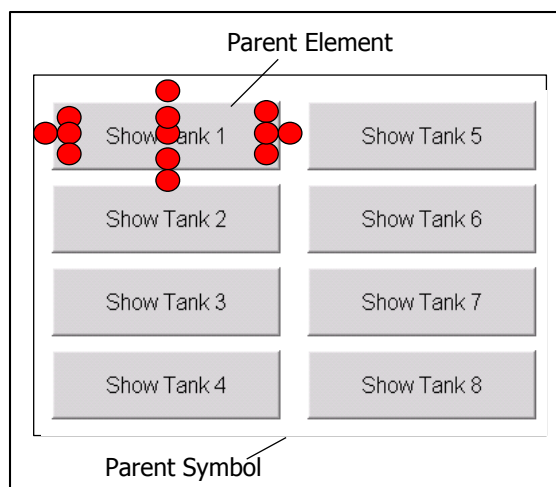 Parent Element
Show Tank 1
Show Tank 5
Show Tank 2
Show Tank 6
Show Tank 3
Show Tank 7
Show Tank 4
Show Tank 8
Parent Symbol